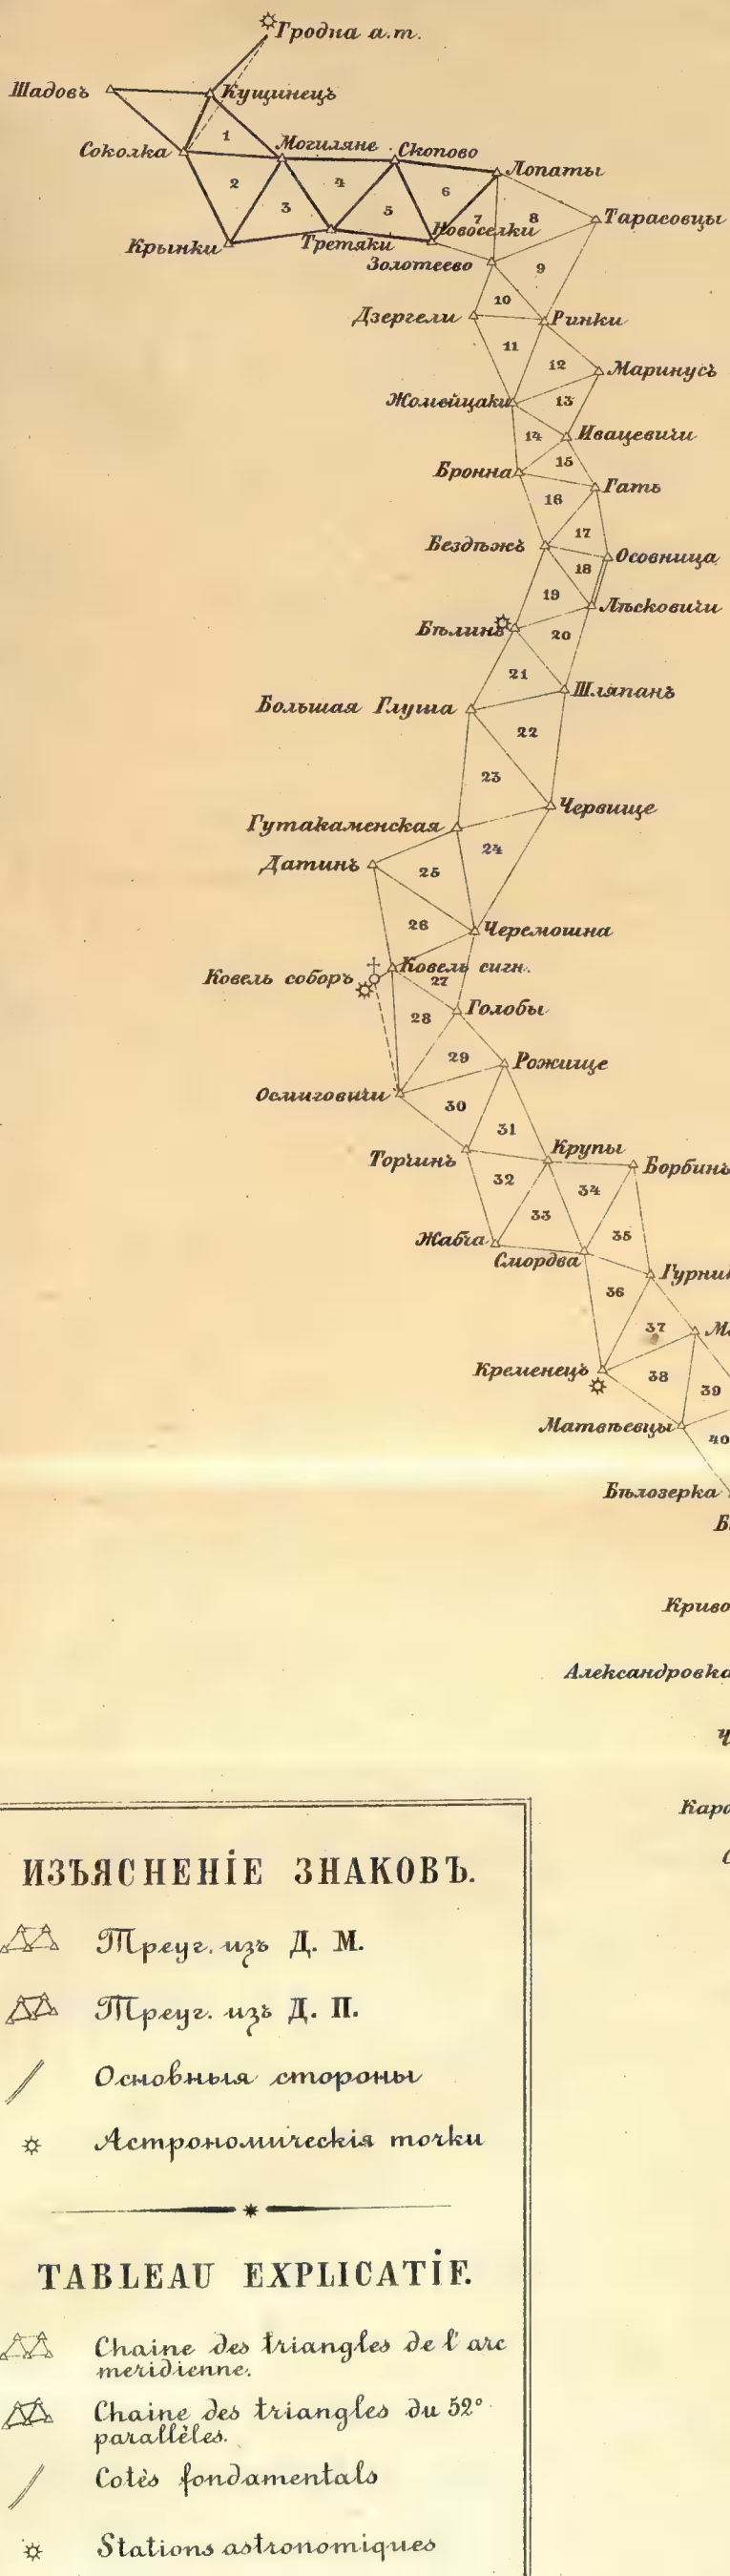 Гродна а.т.
Шадовъ
Кущинецъ
1
Соколка
Могиляне
Скопово
Лопаты
2
4
6
3
5
7
8
Тарасовцы
Крынки
Третяки
Новоселки
Золотеево
9
10
Дзергели
Ринки
11
12
Маринусъ
Жомейцаки
13
14
Ивацевичи
15
Бронна
16
Гать
17
Бездѣжъ
18
Осовница
19
Лѣсковичи
Бѣлинъ
20
21
Шляпанъ
Большая Глуша
22
23
Червище
Гутакаменская
24
Датинъ
25
26
Черемошна
Ковель соборъ
Ковель сигн.
27
28
Голобы
29
Рожище
Осмиговичи
30
31
Торчинъ
Крупы
Борбинъ
32
34
33
35
Жабча
Смордва
36
37
Кременецъ
38
39
Матвѣевцы
40
Бѣлозерка
Александровка
ИЗЪЯСНЕНІЕ ЗНАКОВЪ.
Треуг. изъ Д. М.
Треуг. изъ Д. П.
Основныя стороны
Астрономическія точки
TABLEAU EXPLICATIF.
Chaine des triangles de l'arc
meridienne.
Chaine des triangles du 52°
parallèles.
Cotès fondamentals
Stations astronomiques